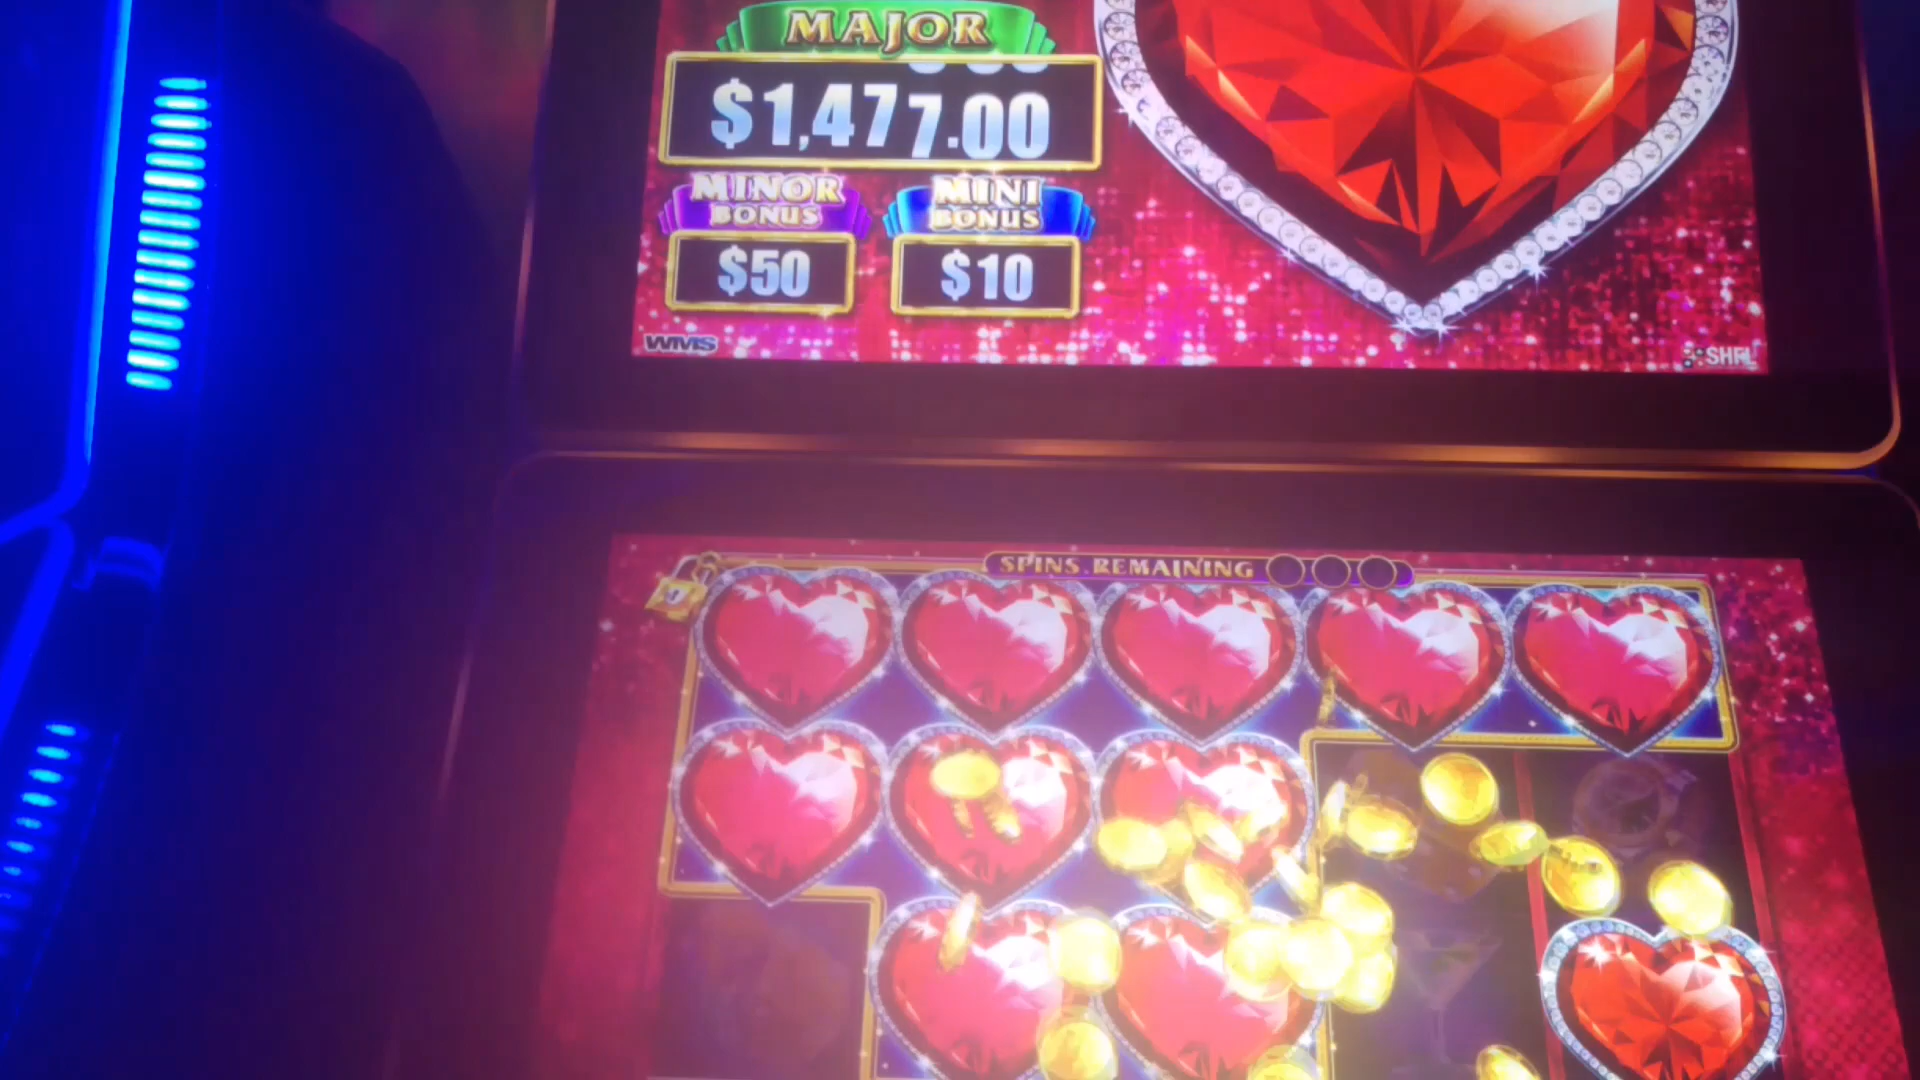 MAJOR
$1,477.00
MINOR
BONUS
$50
MINI
BONUS
$10
WMS
SHFL
SPINS REMAINING